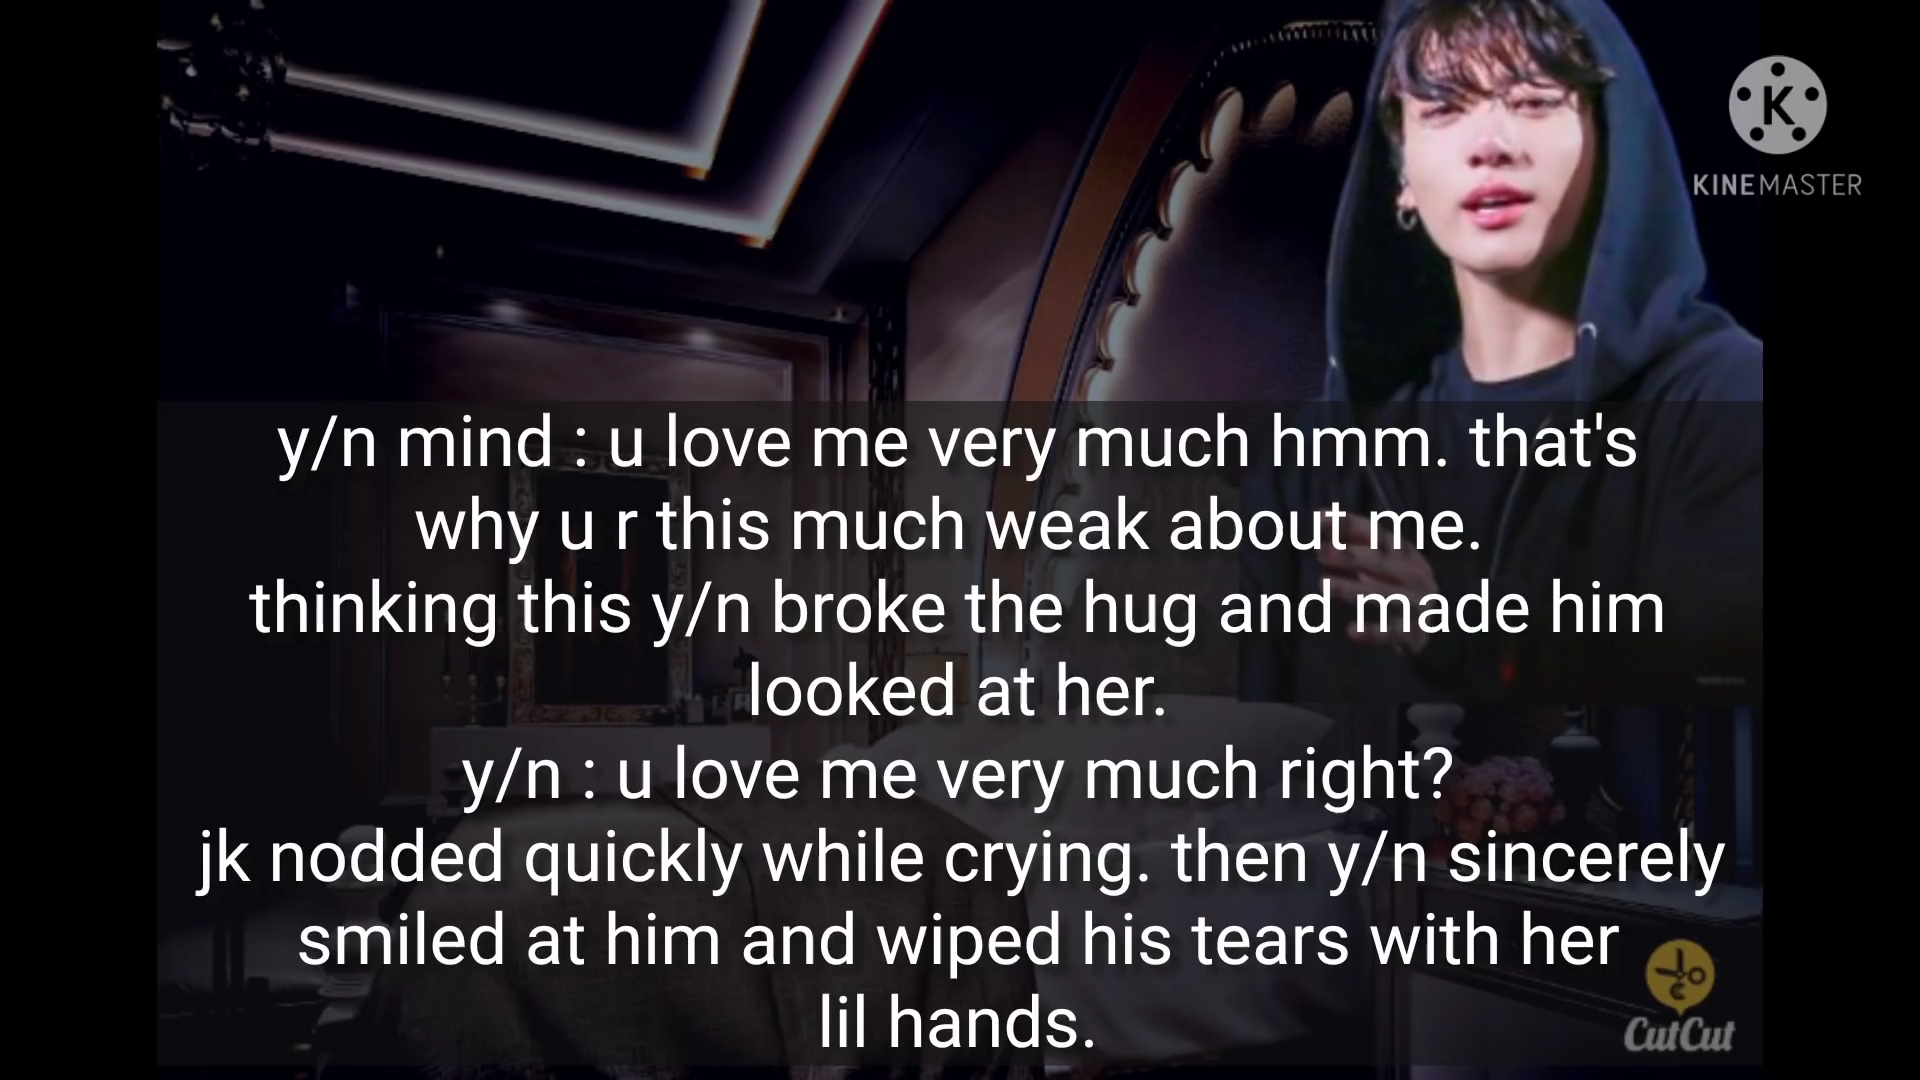 K
KINEMASTER
y/n mind : u love me very much hmm. that's
why u r this much weak about me.
thinking this y/n broke the hug and made him
looked at her.
y/n : u love me very much right?
jk nodded quickly while crying. then y/n sincerely
smiled at him and wiped his tears with her
lil hands.
CutCut